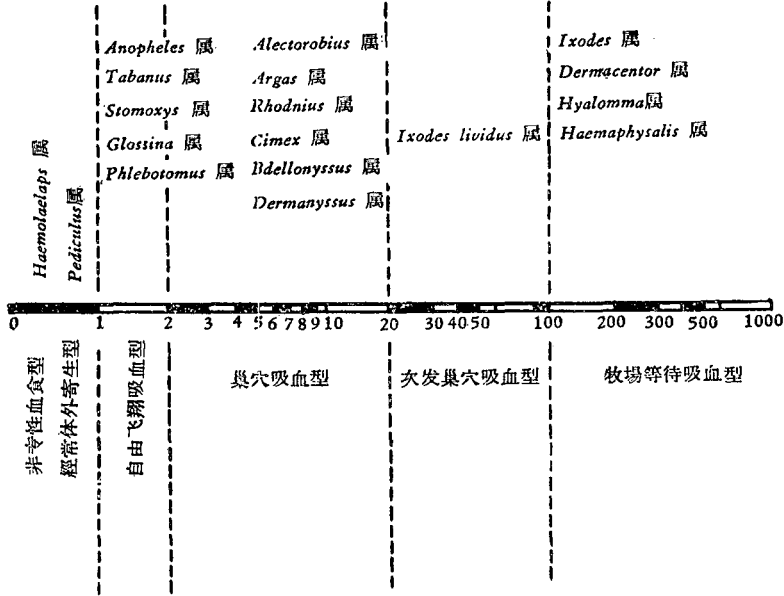 Haemolaelaps 属
Pediculus属
Anopheles 属
Tabanus 属
Stomoxys 属
Glossina 属
Phlebotomus 属
Alectorobius 属
Argas 属
Rhodnius 属
Cimex 属
Bdellonyssus 属
Dermanyssus 属
Ixodes lividus 属
Ixodes 属
Dermacentor 属
Hyalomma属
Haemaphysalis 属
0 1 2 3 4 5 6 7 8 9 10 20 30 40 50 100 200 300 500 1000
非专性血食型
經常体外寄生型
自由飞翔吸血型
巢穴吸血型
次发巢穴吸血型
牧場等待吸血型